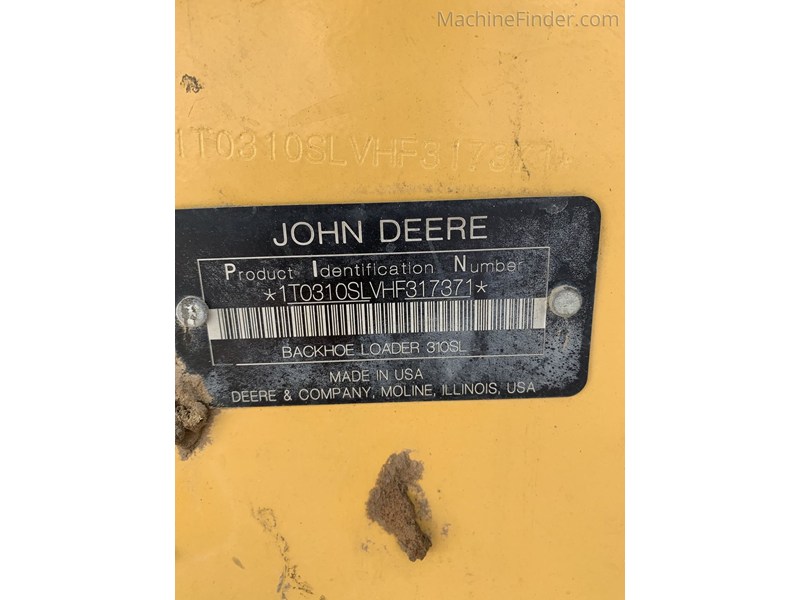 MachineFinder.com
1T0310SLVHF317371*
JOHN DEERE
Product Identification Number
*1T0310SLVHF317371*
BACKHOE LOADER 310SL
MADE IN USA
DEERE & COMPANY, MOLINE, ILLINOIS, USA